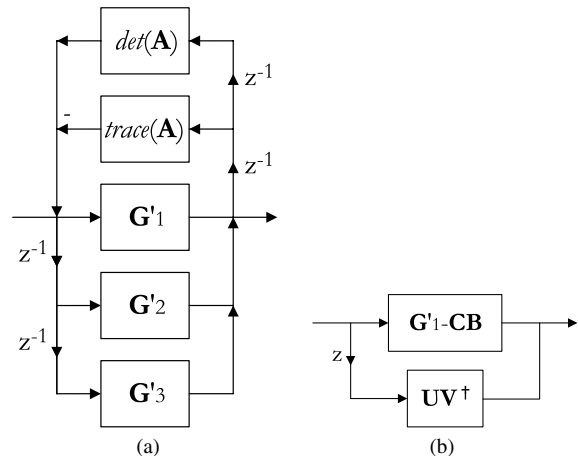 det(A)
z-1
-
trace(A)
z-1
G'1
z-1
G'2
z-1
G'3
(a)
G'1-CB
z
UV†
(b)